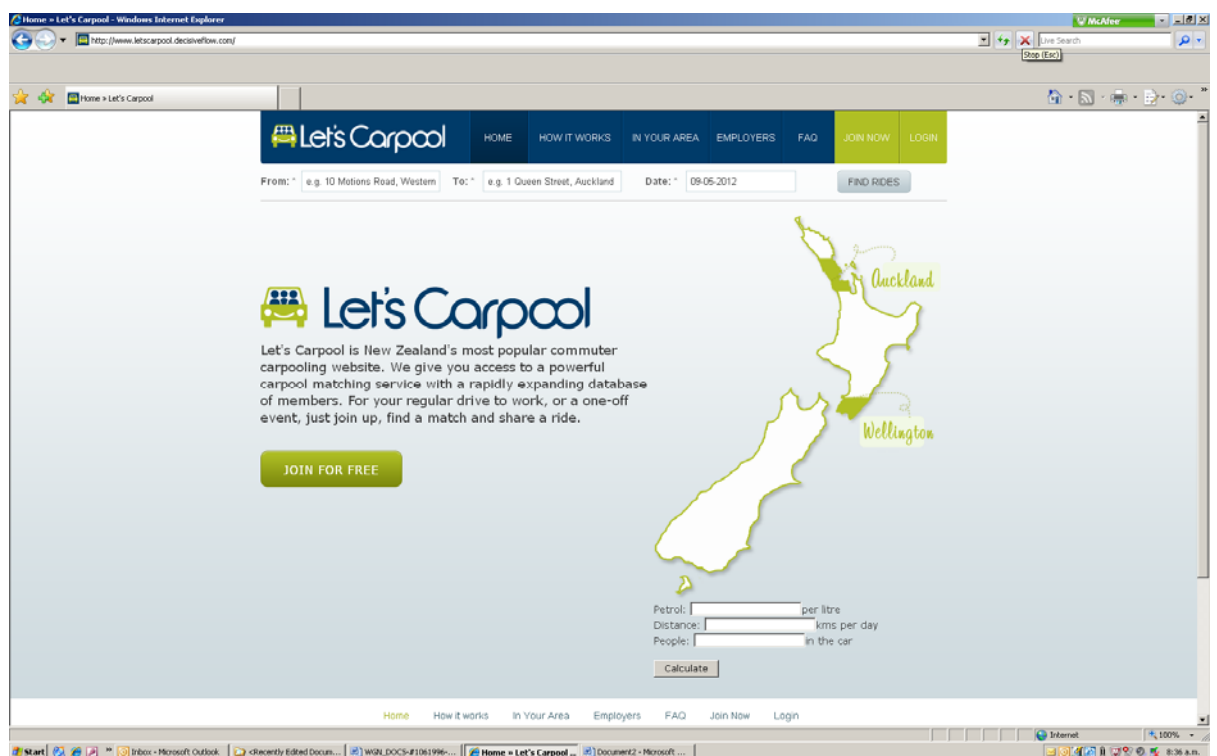 Home » Let's Carpool - Windows Internet Explorer
McAfee
http://www.letscarpool.decisiveflow.com/
Live Search
Stop (Esc)
Home » Let's Carpool
Let's Carpool
HOME HOW IT WORKS IN YOUR AREA EMPLOYERS FAQ JOIN NOW LOGIN
From: * e.g. 10 Motions Road, Western To: * e.g. 1 Queen Street, Auckland Date: * 09-05-2012 FIND RIDES
Auckland
Let's Carpool
Let's Carpool is New Zealand's most popular commuter
carpooling website. We give you access to a powerful
carpool matching service with a rapidly expanding database
of members. For your regular drive to work, or a one-off
event, just join up, find a match and share a ride.
Wellington
JOIN FOR FREE
Petrol: per litre
Distance: kms per day
People: in the car
Calculate
Home How it works In Your Area Employers FAQ Join Now Login
Internet 100%
Start Inbox - Microsoft Outlook <Recently Edited Docum... WGN_DOCS-#1061996-... Home » Let's Carpool ... Document2 - Microsoft ... 8:36 a.m.